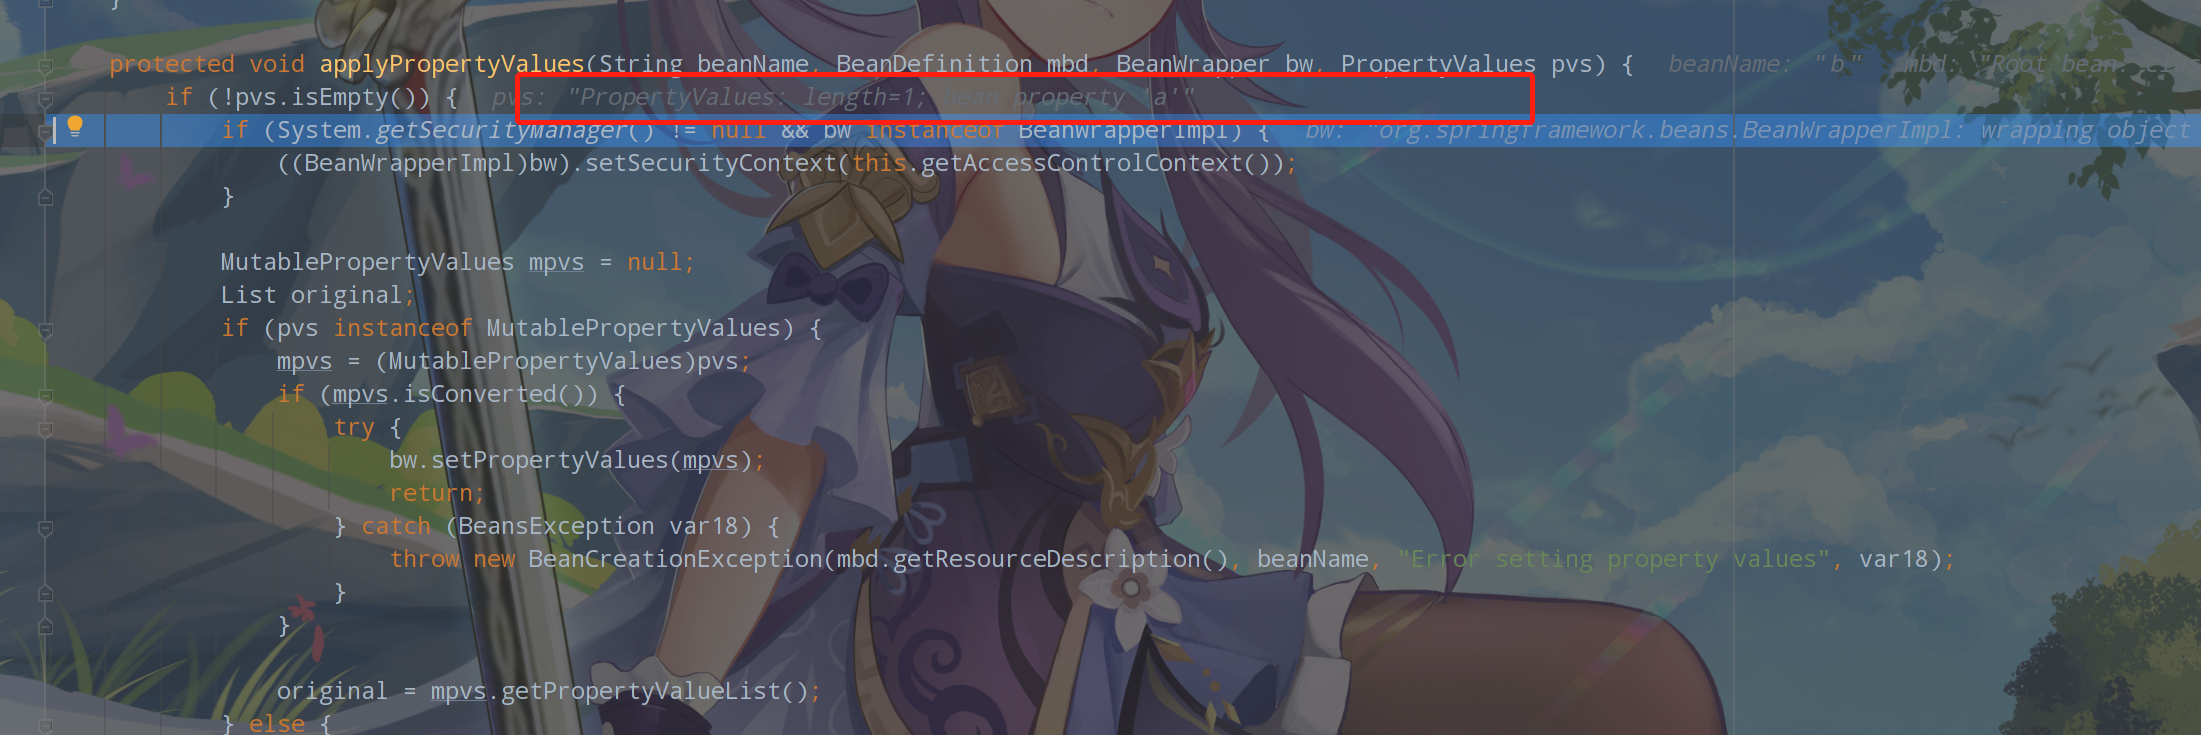 }
protected void applyPropertyValues(String beanName, BeanDefinition mbd, BeanWrapper bw, PropertyValues pvs) { beanName: "b" mbd: "Root bean: clas
if (!pvs.isEmpty()) { pvs: "PropertyValues: length=1; bean property 'a'"
if (System.getSecurityManager() != null && bw instanceof BeanWrapperImpl) { bw: "org.springframework.beans.BeanWrapperImpl: wrapping object
((BeanWrapperImpl)bw).setSecurityContext(this.getAccessControlContext());
}
MutablePropertyValues mpvs = null;
List original;
if (pvs instanceof MutablePropertyValues) {
mpvs = (MutablePropertyValues)pvs;
if (mpvs.isConverted()) {
try {
bw.setPropertyValues(mpvs);
return;
} catch (BeansException var18) {
throw new BeanCreationException(mbd.getResourceDescription(), beanName, "Error setting property values", var18);
}
}
original = mpvs.getPropertyValueList();
} else {